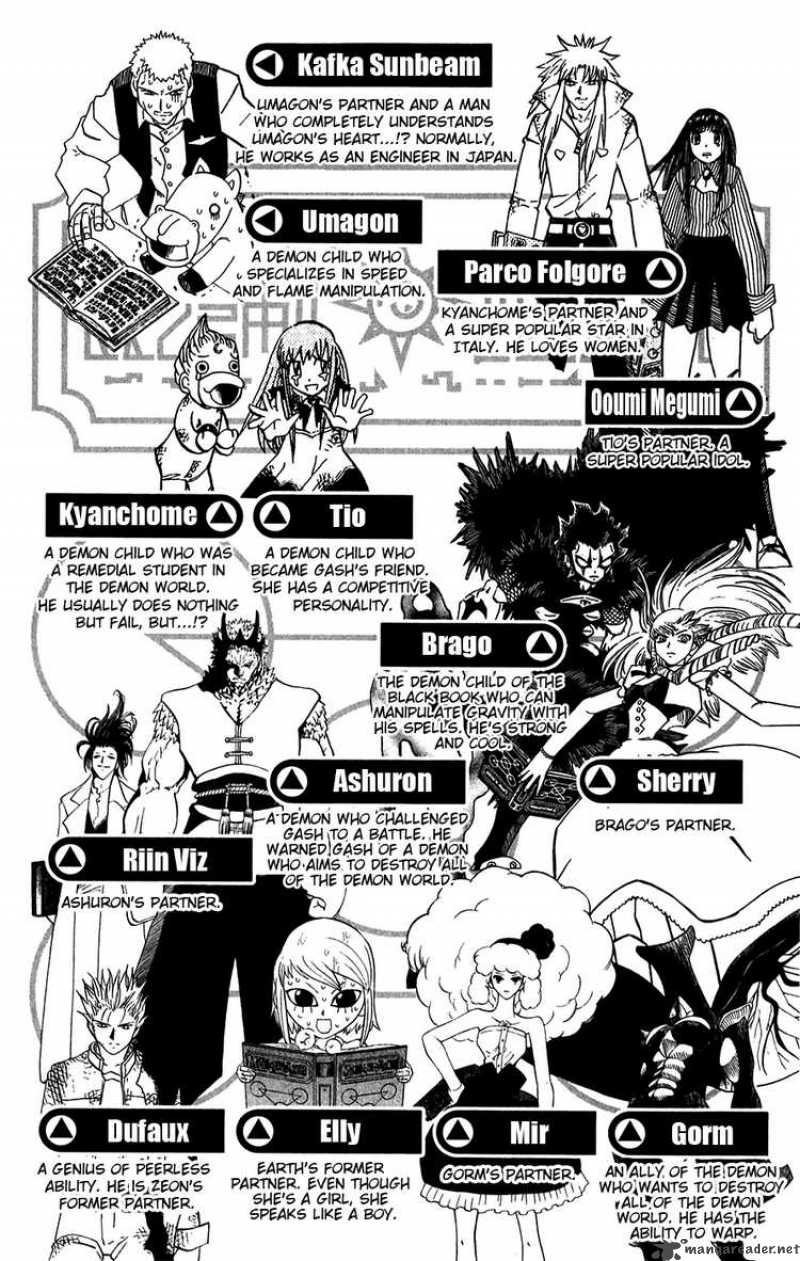 Kafka Sunbeam
UMAGON'S PARTNER AND A MAN
WHO COMPLETELY UNDERSTANDS
UMAGON'S HEART...!? NORMALLY,
HE WORKS AS AN ENGINEER IN JAPAN.
Umagon
A DEMON CHILD WHO
SPECIALIZES IN SPEED
AND FLAME MANIPULATION.
Parco Folgore
KYANCHOME'S PARTNER AND
A SUPER POPULAR STAR IN
ITALY. HE LOVES WOMEN.
Ooumi Megumi
TIO'S PARTNER. A
SUPER POPULAR IDOL.
Kyanchome
A DEMON CHILD WHO WAS
A REMEDIAL STUDENT IN
THE DEMON WORLD.
HE USUALLY DOES NOTHING
BUT FAIL, BUT...!?
Tio
A DEMON CHILD WHO
BECAME GASH'S FRIEND.
SHE HAS A COMPETITIVE
PERSONALITY.
Brago
THE DEMON CHILD OF THE
BLACK BOOK WHO CAN
MANIPULATE GRAVITY WITH
HIS SPELLS. HE'S STRONG
AND COOL.
Ashuron
A DEMON WHO CHALLENGED
GASH TO A BATTLE. HE
WARNED GASH OF A DEMON
WHO AIMS TO DESTROY ALL
OF THE DEMON WORLD.
Sherry
BRAGO'S PARTNER.
Riin Viz
ASHURON'S PARTNER.
Dufaux
A GENIUS OF PEERLESS
ABILITY. HE IS ZEON'S
FORMER PARTNER.
Elly
EARTH'S FORMER
PARTNER. EVEN THOUGH
SHE'S A GIRL, SHE
SPEAKS LIKE A BOY.
Mir
GORM'S PARTNER
Gorm
AN ALLY OF THE DEMON
WHO WANTS TO DESTROY
ALL OF THE DEMON
WORLD. HE HAS THE
ABILITY TO WARP.
mangareader.net